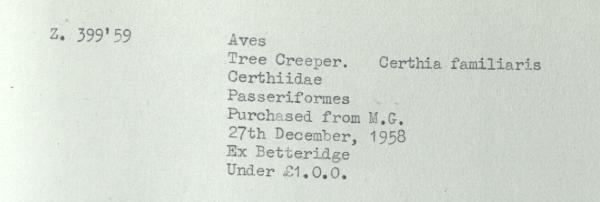 Z. 399'59
Aves
Tree Creeper. Certhia familiaris
Certhiidae
Passeriformes
Purchased from M.G.
27th December, 1958
Ex Betteridge
Under £1.0.0.